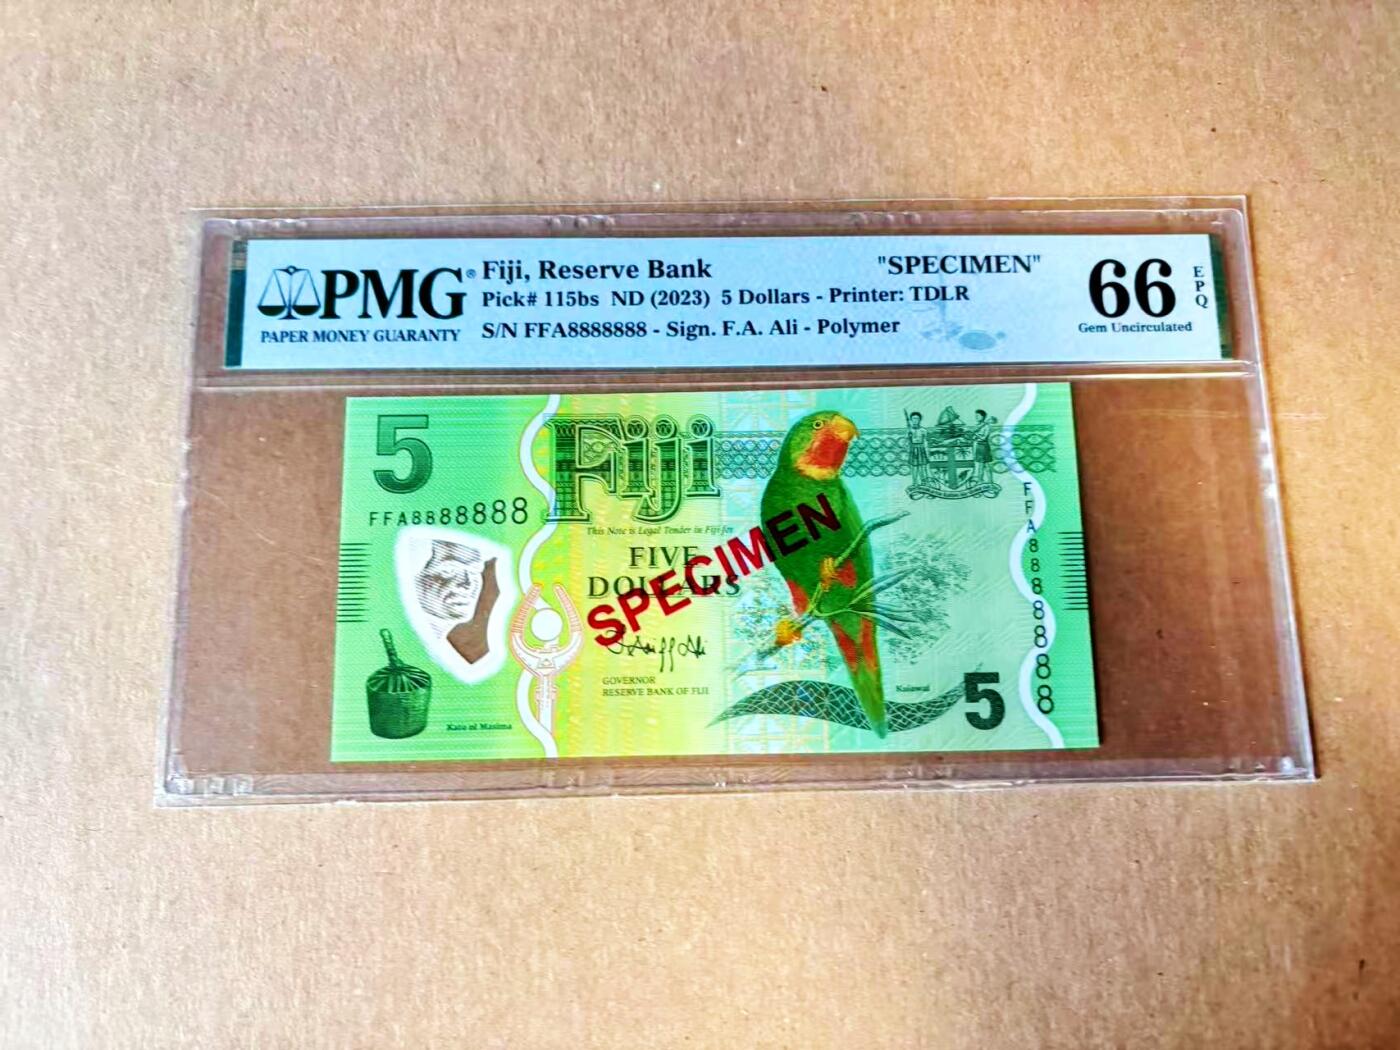 PMG®
PAPER MONEY GUARANTY
Fiji, Reserve Bank "SPECIMEN"
Pick# 115bs ND (2023) 5 Dollars - Printer: TDLR
S/N FFA8888888 - Sign. F.A. Ali - Polymer
66
Gem Uncirculated
EPQ
5
FFA8888888
Fiji
This Note is Legal Tender in Fiji for
FIVE
DOLLARS
SPECIMEN
GOVERNOR
RESERVE BANK OF FIJI
Kato ni Masima
Kulawai
5
FFA8888888